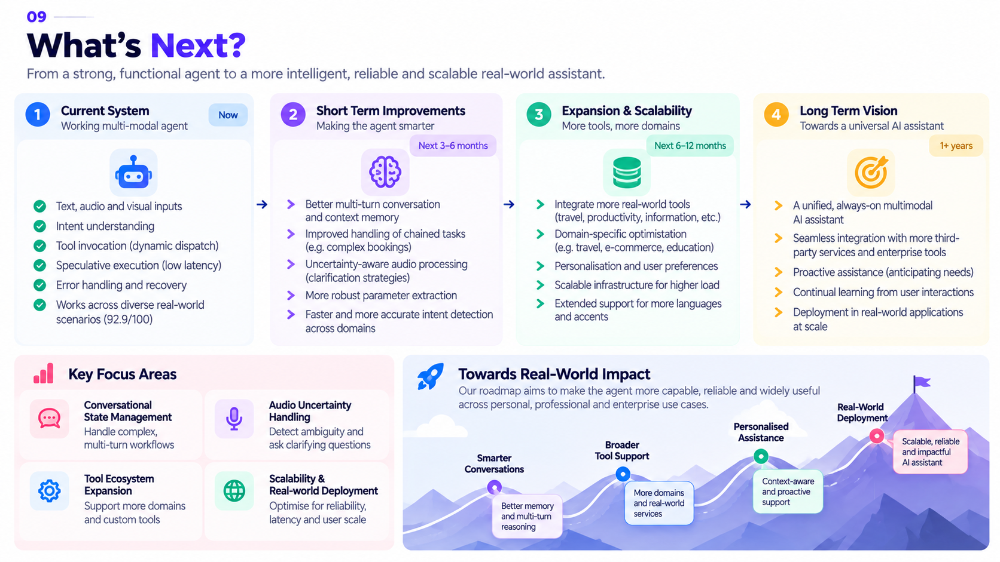 09
What's Next?
From a strong, functional agent to a more intelligent, reliable and scalable real-world assistant.
1
Current System
Working multi-modal agent
Now
Text, audio and visual inputs
Intent understanding
Tool invocation (dynamic dispatch)
Speculative execution (low latency)
Error handling and recovery
Works across diverse real-world
scenarios (92.9/100)
2
Short Term Improvements
Making the agent smarter
Next 3–6 months
Better multi-turn conversation
and context memory
Improved handling of chained tasks
(e.g. complex bookings)
Uncertainty-aware audio processing
(clarification strategies)
More robust parameter extraction
Faster and more accurate intent detection
across domains
3
Expansion & Scalability
More tools, more domains
Next 6–12 months
Integrate more real-world tools
(travel, productivity, information, etc.)
Domain-specific optimistation
(e.g. travel, e-commerce, education)
Personalisation and user preferences
Scalable infrastructure for higher load
Extended support for more languages
and accents
4
Long Term Vision
Towards a universal AI assistant
1+ years
A unified, always-on multimodal
AI assistant
Seamless integration with more third-
party services and enterprise tools
Proactive assistance (anticipating needs)
Continual learning from user interactions
Deployment in real-world applications
at scale
Key Focus Areas
Conversational
State Management
Handle complex,
multi-turn workflows
Audio Uncertainty
Handling
Detect ambiguity and
ask clarifying questions
Tool Ecosystem
Expansion
Support more domains
and custom tools
Scalability &
Real-world Deployment
Optimise for reliability,
latency and user scale
Towards Real-World Impact
Our roadmap aims to make the agent more capable, reliable and widely useful
across personal, professional and enterprise use cases.
Smarter
Conversations
Better memory
and multi-turn
reasoning
Broader
Tool Support
More domains
and real-world
services
Personalised
Assistance
Context-aware
and proactive
support
Real-World
Deployment
Scalable, reliable
and impactful
AI assistant